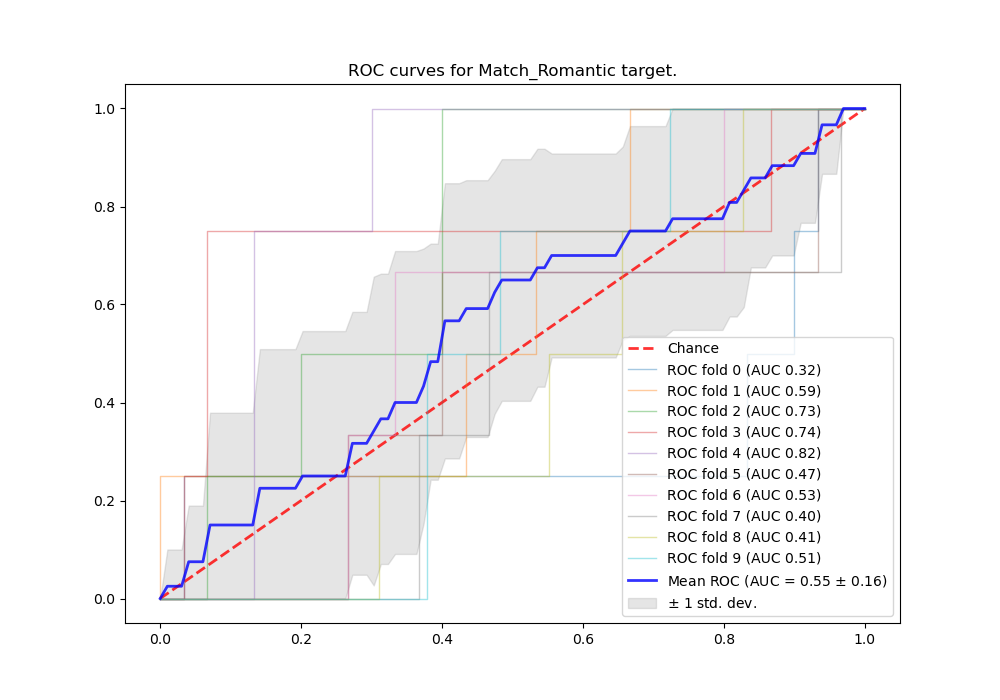 ROC curves for Match_Romantic target.
1.0
0.8
0.6
0.4
0.2
0.0
0.0 0.2 0.4 0.6 0.8 1.0
Chance
ROC fold 0 (AUC 0.32)
ROC fold 1 (AUC 0.59)
ROC fold 2 (AUC 0.73)
ROC fold 3 (AUC 0.74)
ROC fold 4 (AUC 0.82)
ROC fold 5 (AUC 0.47)
ROC fold 6 (AUC 0.53)
ROC fold 7 (AUC 0.40)
ROC fold 8 (AUC 0.41)
ROC fold 9 (AUC 0.51)
Mean ROC (AUC = 0.55 ± 0.16)
± 1 std. dev.